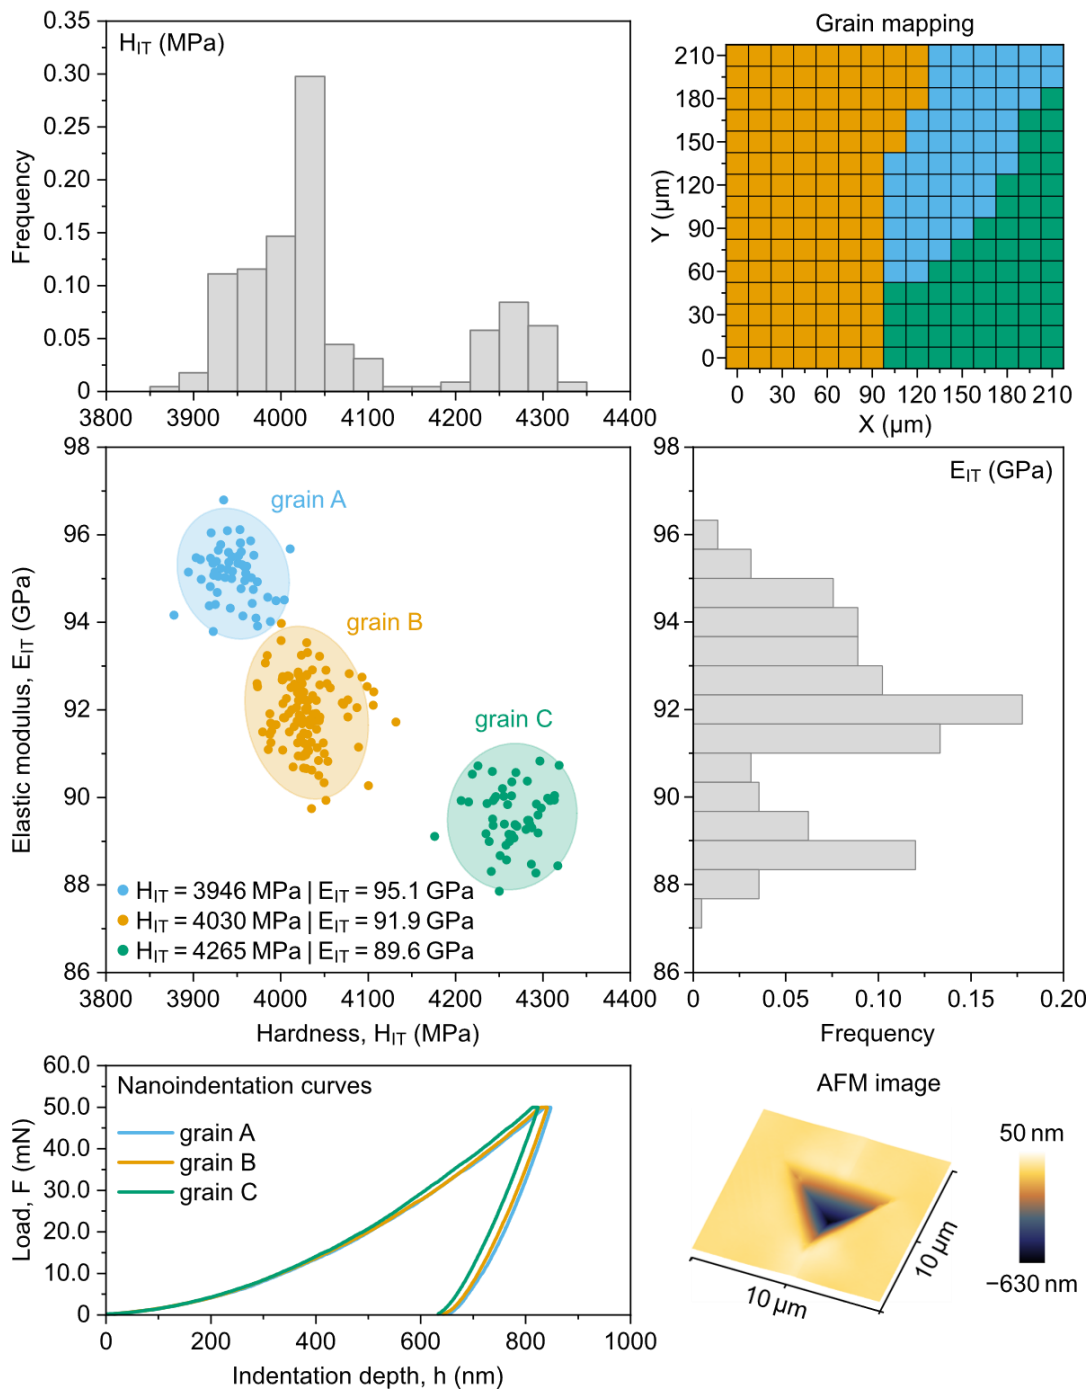 0.35
0.30
0.25
0.20
0.15
0.10
0.05
0
Frequency
H_IT (MPa)
3800 3900 4000 4100 4200 4300 4400
Grain mapping
210
180
150
120
90
60
30
0
Y (µm)
0 30 60 90 120 150 180 210
X (µm)
98
96
94
92
90
88
86
Elastic modulus, E_IT (GPa)
grain A
grain B
grain C
H_IT = 3946 MPa | E_IT = 95.1 GPa
H_IT = 4030 MPa | E_IT = 91.9 GPa
H_IT = 4265 MPa | E_IT = 89.6 GPa
3800 3900 4000 4100 4200 4300 4400
Hardness, H_IT (MPa)
E_IT (GPa)
98
96
94
92
90
88
86
0 0.05 0.10 0.15 0.20
Frequency
60.0
50.0
40.0
30.0
20.0
10.0
0
Load, F (mN)
Nanoindentation curves
grain A
grain B
grain C
0 200 400 600 800 1000
Indentation depth, h (nm)
AFM image
50 nm
−630 nm
10 µm
10 µm